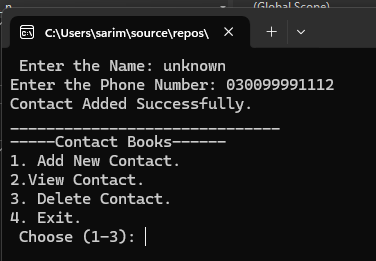 (Global Scope)
C:\Users\sarim\source\repos\
Enter the Name: unknown
Enter the Phone Number: 030099991112
Contact Added Successfully.
______________________________
-----Contact Books------
1. Add New Contact.
2.View Contact.
3. Delete Contact.
4. Exit.
Choose (1-3):